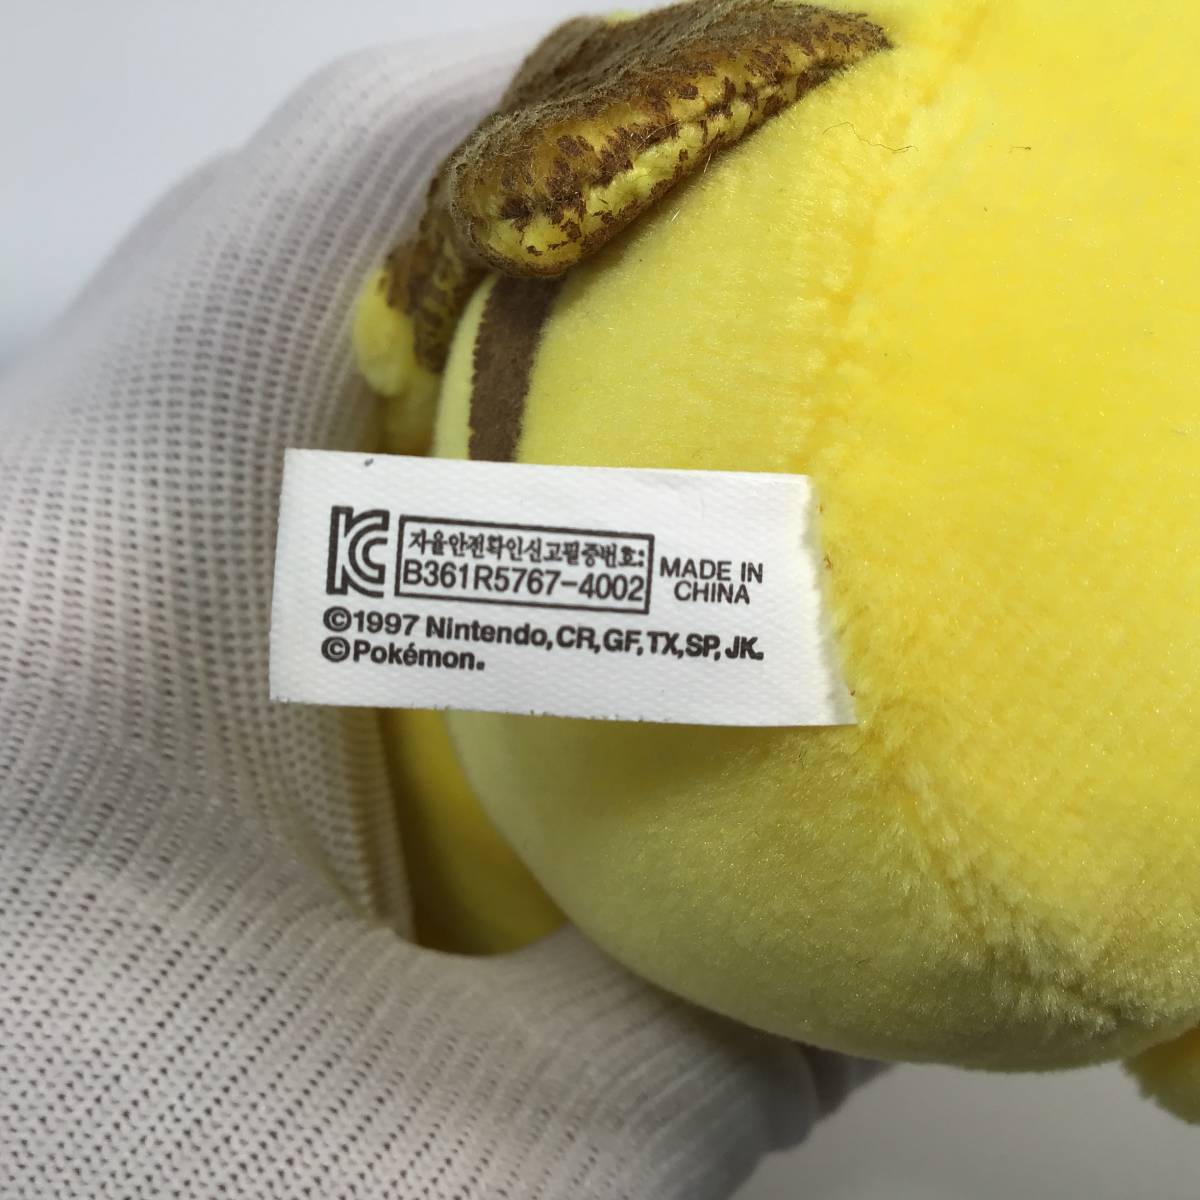 KC 자율안전확인신고필증번호:
B361R5767-4002
MADE IN
CHINA
©1997 Nintendo, CR, GF, TX, SP, JK.
©Pokémon.